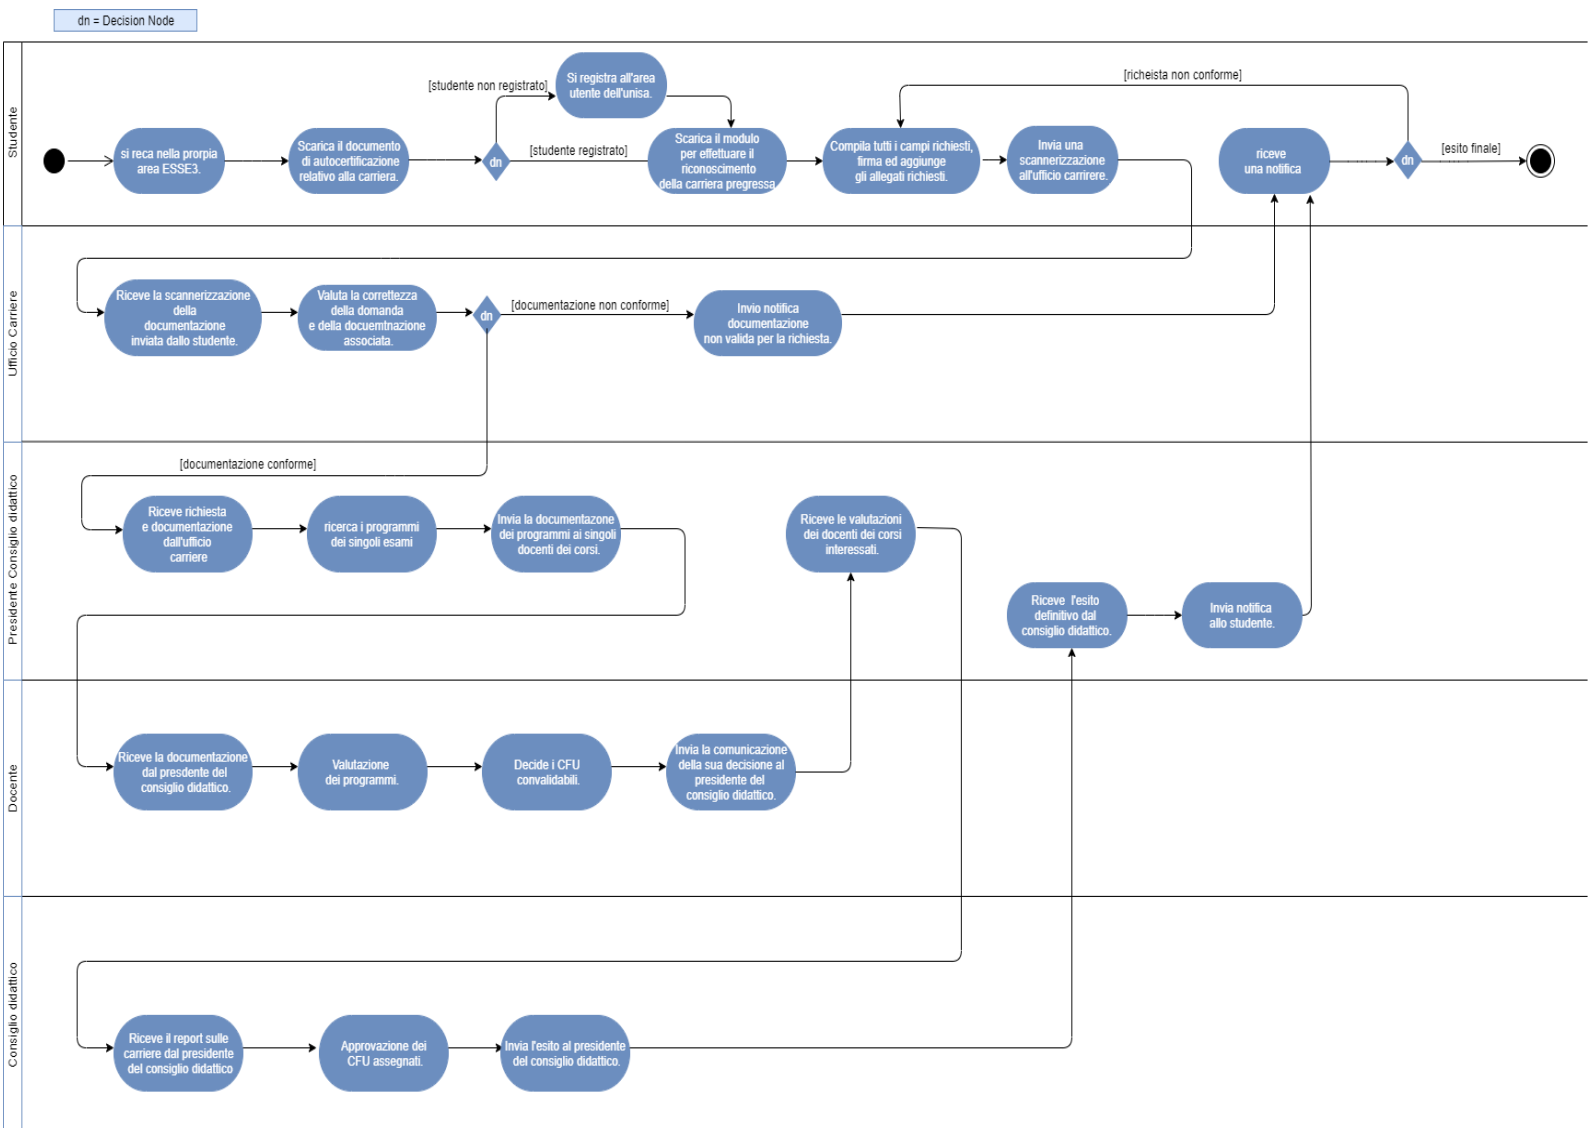 dn = Decision Node
Studente
[studente non registrato]
Si registra all'area
utente dell'unisa.
[richeista non conforme]
si reca nella prorpia
area ESSE3.
Scarica il documento
di autocertificazione
relativo alla carriera.
dn
[studente registrato]
Scarica il modulo
per effettuare il
riconoscimento
della carriera pregressa
Compila tutti i campi richiesti,
firma ed aggiunge
gli allegati richiesti.
Invia una
scannerizzazione
all'ufficio carrirere.
riceve
una notifica
dn
[esito finale]
Ufficio Carriere
Riceve la scannerizzazione
della
documentazione
inviata dallo studente.
Valuta la correttezza
della domanda
e della docuemtnazione
associata.
dn
[documentazione non conforme]
Invio notifica
documentazione
non valida per la richiesta.
Presidente Consiglio didattico
[documentazione conforme]
Riceve richiesta
e documentazione
dall'ufficio
carriere
ricerca i programmi
dei singoli esami
Invia la documentazone
dei programmi ai singoli
docenti dei corsi.
Riceve le valutazioni
dei docenti dei corsi
interessati.
Riceve l'esito
definitivo dal
consiglio didattico.
Invia notifica
allo studente.
Docente
Riceve la documentazione
dal presdente del
consiglio didattico.
Valutazione
dei programmi.
Decide i CFU
convalidabili.
Invia la comunicazione
della sua decisione al
presidente del
consiglio didattico.
Consiglio didattico
Riceve il report sulle
carriere dal presidente
del consiglio didattico
Approvazione dei
CFU assegnati.
Invia l'esito al presidente
del consiglio didattico.